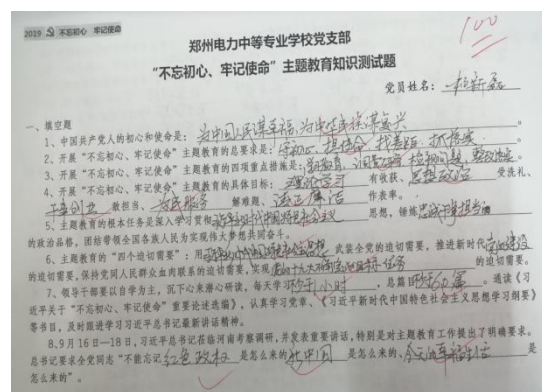 2019 不忘初心 牢记使命
100
郑州电力中等专业学校党支部
“不忘初心、牢记使命”主题教育知识测试题
党员姓名:
一、填空题
1、中国共产党人的初心和使命是:为中国人民谋幸福,为中华民族谋复兴。
2、开展“不忘初心、牢记使命”主题教育的总要求是:守初心、担使命、找差距、抓落实。
3、开展“不忘初心、牢记使命”主题教育的四项重点措施是:学习教育、调查研究 检视问题、整改落实。
4、开展“不忘初心、牢记使命”主题教育的具体目标:理论学习 有收获、思想政治 受洗礼、
干事创业 敢担当、为民服务 解难题、清正廉洁 作表率。
5、主题教育的根本任务是深入学习贯彻 思想,锤炼忠诚干净担当
的政治品格,团结带领全国各族人民为实现伟大梦想共同奋斗。
6、主题教育的“四个迫切需要”:用 武装全党的迫切需要,推进新时代党的建设
的迫切需要,保持党同人民群众血肉联系的迫切需要,实现党的十九大 目标任务 的迫切需要。
7、领导干部要以自学为主,沉下心来潜心研读,每天学习 1小时,总篇 60篇。通读《习
近平关于“不忘初心、牢记使命”重要论述选编》,认真学习党章、《习近平新时代中国特色社会主义思想学习纲要》
等书目,及时跟进学习习近平总书记最新讲话精神。
8、9月16日—18日,习近平总书记在临河南考察调研,并发表重要讲话,特别是对主题教育工作提出了明确要求。
总书记要求全党同志“不能忘记红色政权 是怎么来的 新中国 是怎么来的、今天的幸福生活 是
怎么来的”。